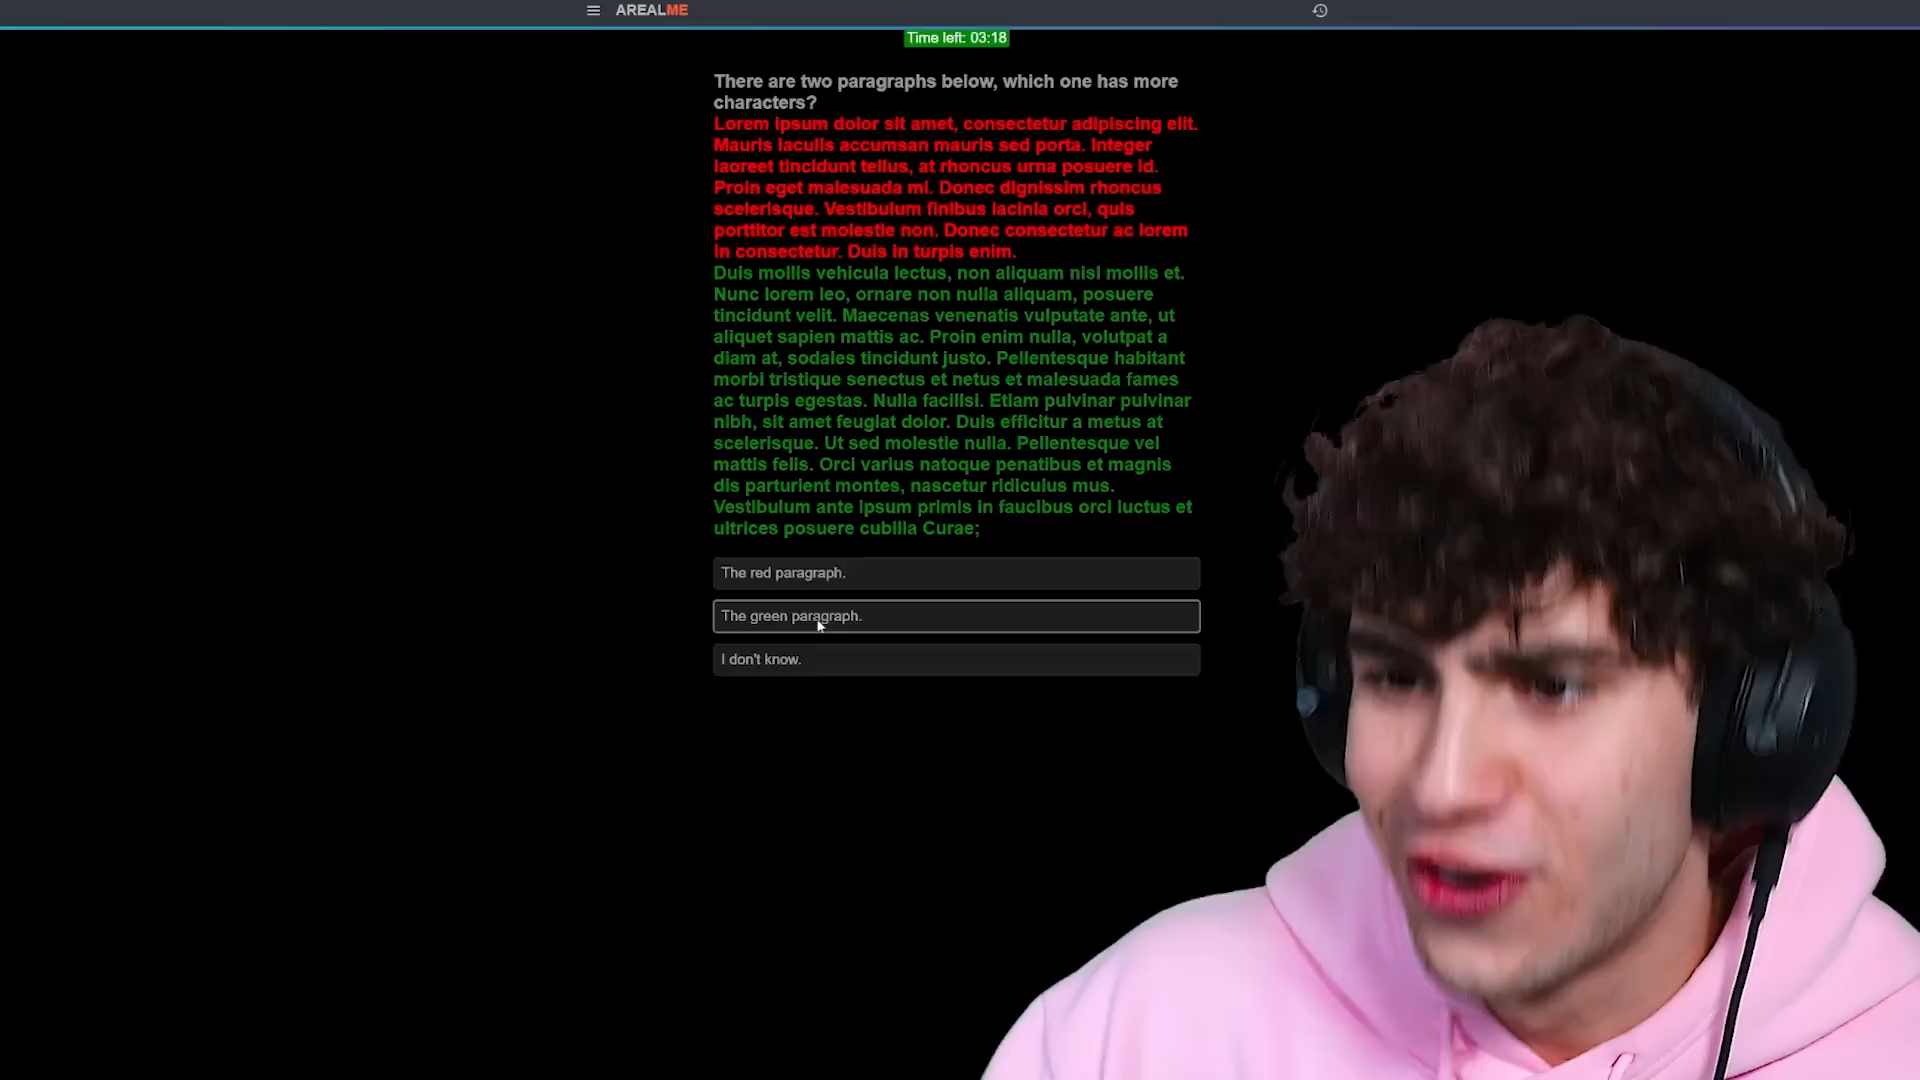 AREALME
Time left: 03:18
There are two paragraphs below, which one has more
characters?
Lorem ipsum dolor sit amet, consectetur adipiscing elit.
Mauris iaculis accumsan mauris sed porta. Integer
laoreet tincidunt tellus, at rhoncus urna posuere id.
Proin eget malesuada mi. Donec dignissim rhoncus
scelerisque. Vestibulum finibus lacinia orci, quis
porttitor est molestie non. Donec consectetur ac lorem
in consectetur. Duis in turpis enim.
Duis mollis vehicula lectus, non aliquam nisl mollis et.
Nunc lorem leo, ornare non nulla aliquam, posuere
tincidunt velit. Maecenas venenatis vulputate ante, ut
aliquet sapien mattis ac. Proin enim nulla, volutpat a
diam at, sodales tincidunt justo. Pellentesque habitant
morbi tristique senectus et netus et malesuada fames
ac turpis egestas. Nulla facilisi. Etiam pulvinar pulvinar
nibh, sit amet feugiat dolor. Duis efficitur a metus at
scelerisque. Ut sed molestie nulla. Pellentesque vel
mattis felis. Orci varius natoque penatibus et magnis
dis parturient montes, nascetur ridiculus mus.
Vestibulum ante ipsum primis in faucibus orci luctus et
ultrices posuere cubilia Curae;
The red paragraph.
The green paragraph.
I don't know.